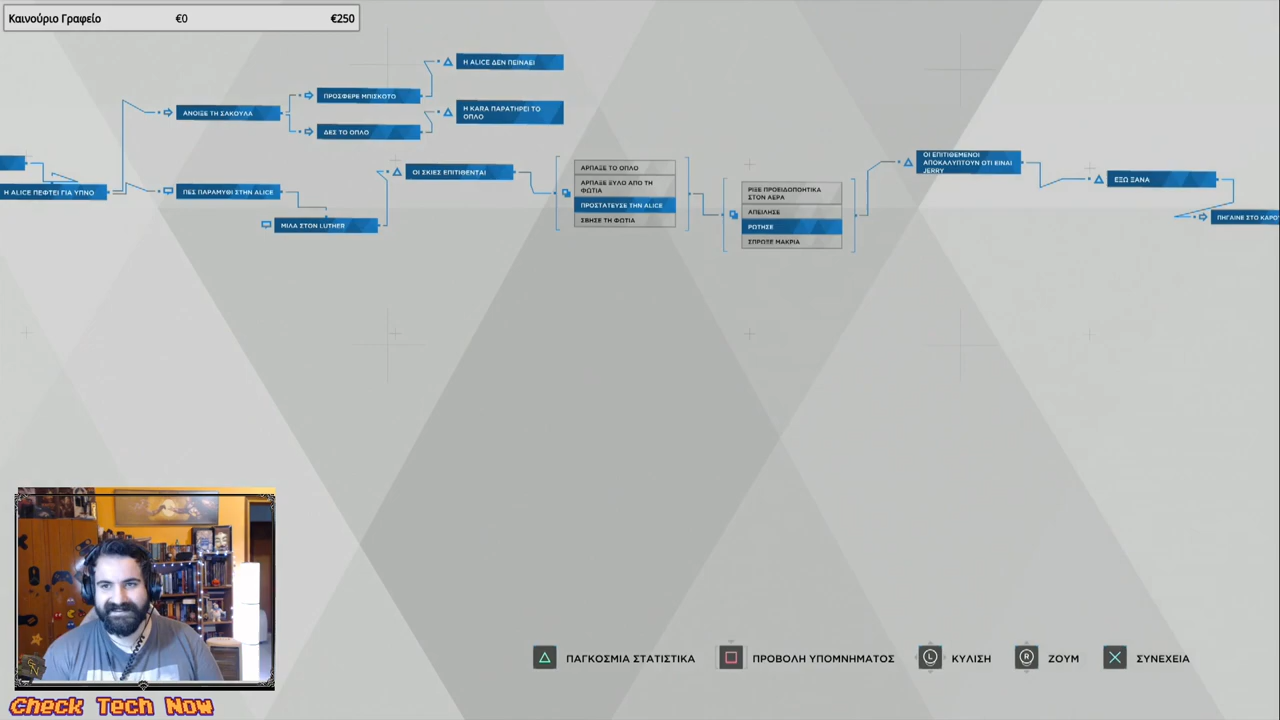 Καινούριο Γραφείο €0 €250
Η ALICE ΔΕΝ ΠΕΙΝΑΕΙ
ΠΡΟΣΦΕΡΕ ΜΠΙΣΚΟΤΟ
ΑΝΟΙΞΕ ΤΗ ΣΑΚΟΥΛΑ
Η KARA ΠΑΡΑΤΗΡΕΙ ΤΟ
ΟΠΛΟ
ΔΕΣ ΤΟ ΟΠΛΟ
Η ALICE ΠΕΦΤΕΙ ΓΙΑ ΥΠΝΟ
ΠΕΣ ΠΑΡΑΜΥΘΙ ΣΤΗΝ ALICE
ΜΙΛΑ ΣΤΟΝ LUTHER
ΟΙ ΣΚΙΕΣ ΕΠΙΤΙΘΕΝΤΑΙ
ΑΡΠΑΞΕ ΤΟ ΟΠΛΟ
ΑΡΠΑΞΕ ΞΥΛΟ ΑΠΟ ΤΗ
ΦΩΤΙΑ
ΠΡΟΣΤΑΤΕΥΣΕ ΤΗΝ ALICE
ΣΒΗΣΕ ΤΗ ΦΩΤΙΑ
ΡΙΞΕ ΠΡΟΕΙΔΟΠΟΙΗΤΙΚΑ
ΣΤΟΝ ΑΕΡΑ
ΑΠΕΙΛΗΣΕ
ΡΩΤΗΣΕ
ΣΠΡΩΞΕ ΜΑΚΡΙΑ
ΟΙ ΕΠΙΤΙΘΕΜΕΝΟΙ
ΑΠΟΚΑΛΥΠΤΟΥΝ ΟΤΙ ΕΙΝΑΙ
JERRY
ΕΞΩ ΞΑΝΑ
ΠΗΓΑΙΝΕ ΣΤΟ ΚΑΡΟΥ
ΠΑΓΚΟΣΜΙΑ ΣΤΑΤΙΣΤΙΚΑ ΠΡΟΒΟΛΗ ΥΠΟΜΝΗΜΑΤΟΣ L ΚΥΛΙΣΗ R ΖΟΥΜ ΣΥΝΕΧΕΙΑ
Check Tech Now